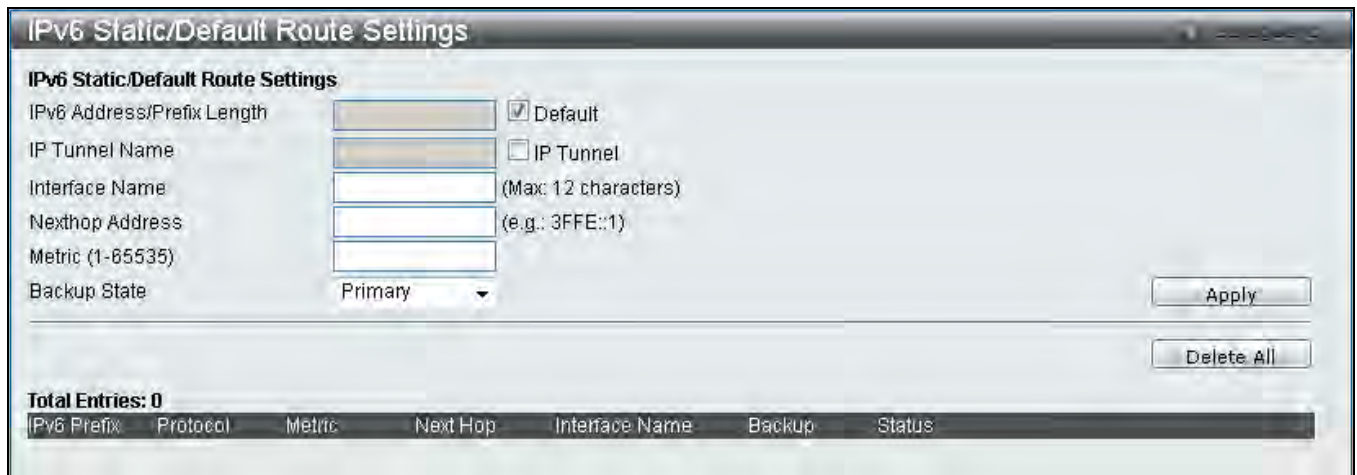 IPv6 Static/Default Route Settings
IPv6 Static/Default Route Settings
IPv6 Address/Prefix Length Default
IP Tunnel Name IP Tunnel
Interface Name (Max: 12 characters)
Nexthop Address (e.g.: 3FFE::1)
Metric (1-65535)
Backup State Primary Apply
Delete All
Total Entries: 0
IPv6 Prefix Protocol Metric Next Hop Interface Name Backup Status